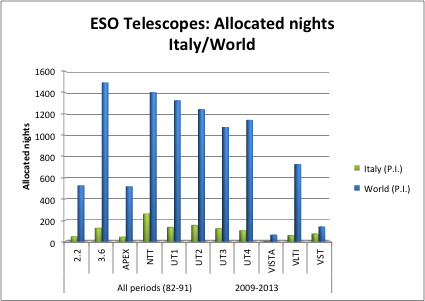 ESO Telescopes: Allocated nights
Italy/World
1600
1400
1200
1000
800
600
400
200
0
Allocated nights
2.2
3.6
APEX
NTT
UT1
UT2
UT3
UT4
VISTA
VLTI
VST
All periods (82-91) 2009-2013
Italy (P.I.)
World (P.I.)